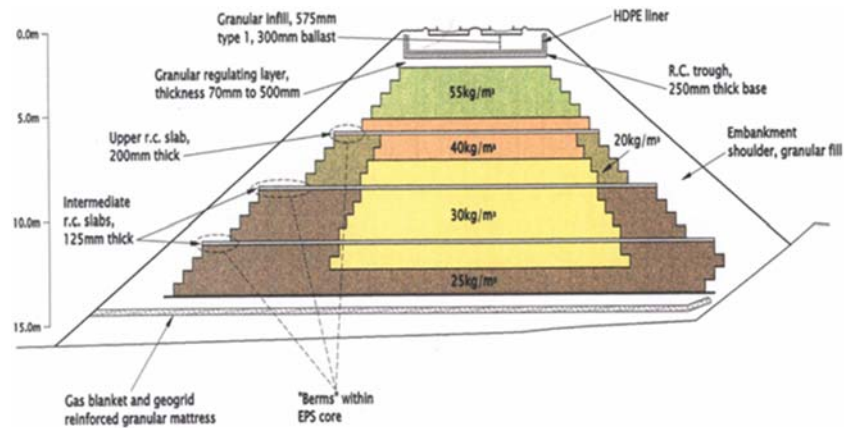 Granular infill, 575mm
type 1, 300mm ballast
HDPE liner
0.0m
Granular regulating layer,
thickness 70mm to 500mm
R.C. trough,
250mm thick base
55kg/m³
5.0m
Upper r.c. slab,
200mm thick
20kg/m³
40kg/m³
Embankment
shoulder, granular fill
Intermediate
r.c. slabs,
125mm thick
10.0m
30kg/m³
25kg/m³
15.0m
Gas blanket and geogrid
reinforced granular mattress
"Berms" within
EPS core